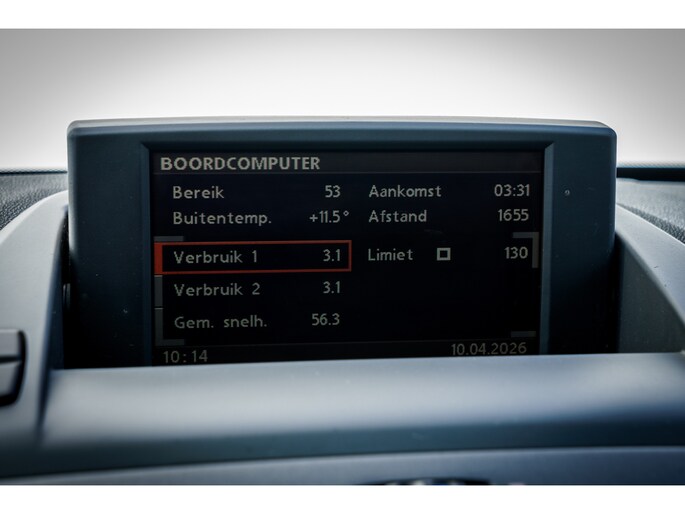 BOORDCOMPUTER
Bereik 53 Aankomst 03:31
Buitentemp. +11.5° Afstand 1655
Verbruik 1 3.1 Limiet 130
Verbruik 2 3.1
Gem. snelh. 56.3
10:14 10.04.2026